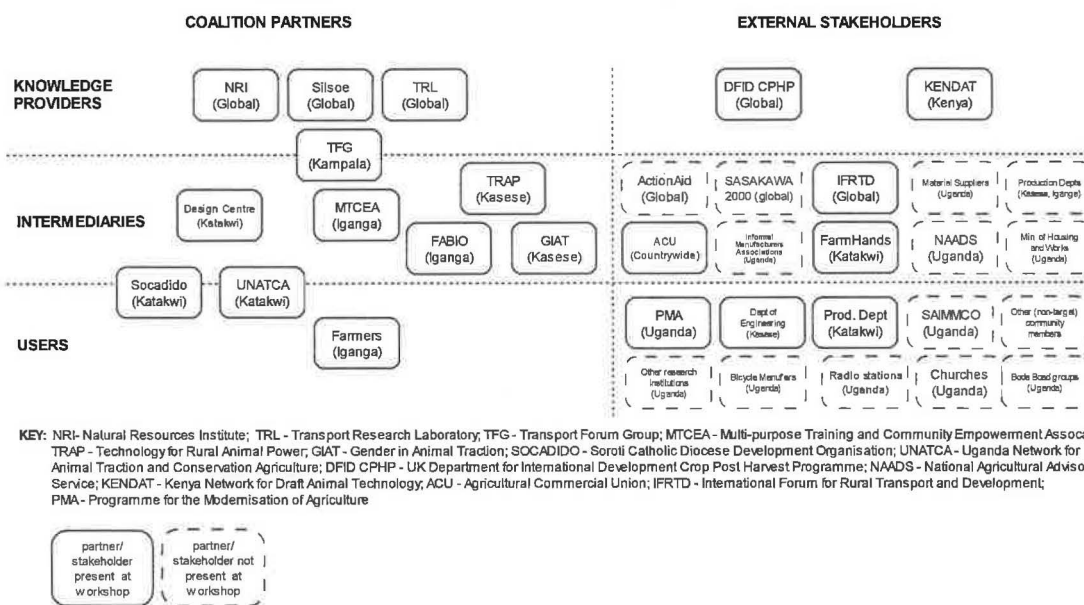 COALITION PARTNERS
EXTERNAL STAKEHOLDERS
KNOWLEDGE
PROVIDERS
NRI
(Global)
Silsoe
(Global)
TRL
(Global)
DFID CPHP
(Global)
KENDAT
(Kenya)
TFG
(Kampala)
INTERMEDIARIES
Design Centre
(Katakwi)
MTCEA
(Iganga)
TRAP
(Kasese)
FABIO
(Iganga)
GIAT
(Kasese)
ActionAid
(Global)
SASAKAWA
2000 (global)
IFRTD
(Global)
Material Suppliers
(Uganda)
Production Depts
(Kasese, Iganga)
ACU
(Countrywide)
Informal
Manufacturers
Associations
(Uganda)
FarmHands
(Katakwi)
NAADS
(Uganda)
Min. of Housing
and Works
(Uganda)
Socadido
(Katakwi)
UNATCA
(Katakwi)
USERS
Farmers
(Iganga)
PMA
(Uganda)
Dept of
Engineering
(Kasese)
Prod. Dept
(Katakwi)
SAIMMCO
(Uganda)
Other (non-target)
community
members
Other research
Institutions
(Uganda)
Bicycle Manufers
(Uganda)
Radio stations
(Uganda)
Churches
(Uganda)
Boda Boda groups
(Uganda)
KEY: NRI- Natural Resources Institute; TRL - Transport Research Laboratory; TFG - Transport Forum Group; MTCEA - Multi-purpose Training and Community Empowerment Assoca
TRAP - Technology for Rural Animal Power; GIAT - Gender in Animal Traction; SOCADIDO - Soroti Catholic Diocese Development Organisation; UNATCA - Uganda Network for
Animal Traction and Conservation Agriculture; DFID CPHP - UK Department for International Development Crop Post Harvest Programme; NAADS - National Agricultural Adviso
Service; KENDAT - Kenya Network for Draft Animal Technology; ACU - Agricultural Commercial Union; IFRTD - International Forum for Rural Transport and Development;
PMA - Programme for the Modernisation of Agriculture
partner/
stakeholder
present at
workshop
partner/
stakeholder not
present at
workshop